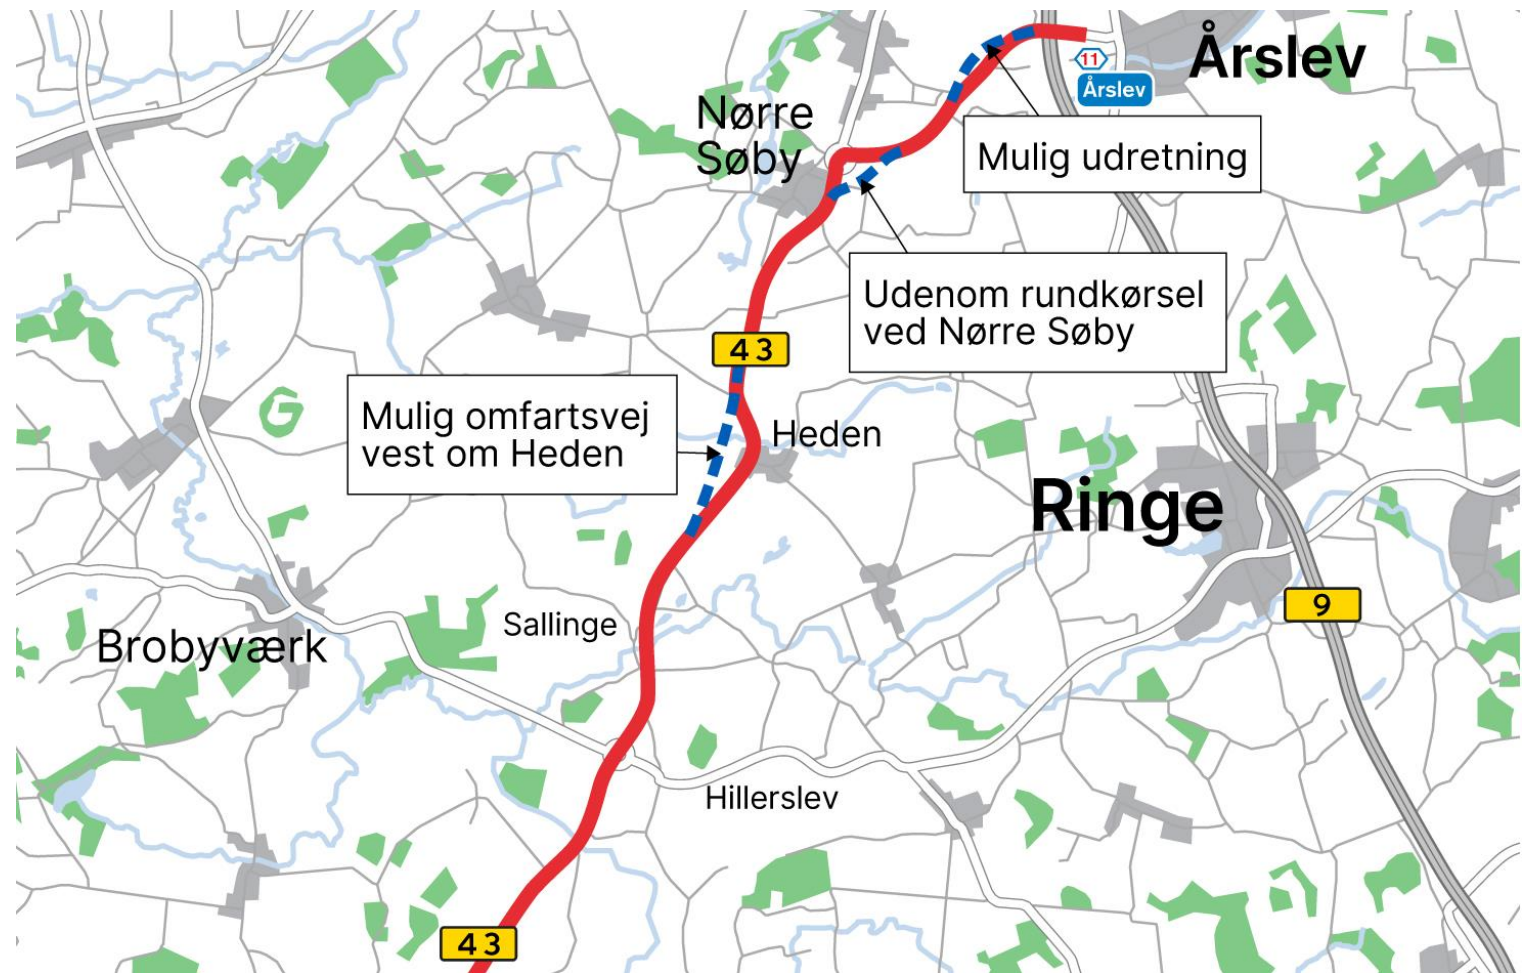 Årslev
11
Årslev
Nørre
Søby
Mulig udretning
Udenom rundkørsel
ved Nørre Søby
43
Mulig omfartsvej
vest om Heden
Heden
Ringe
9
Sallinge
Brobyværk
Hillerslev
43